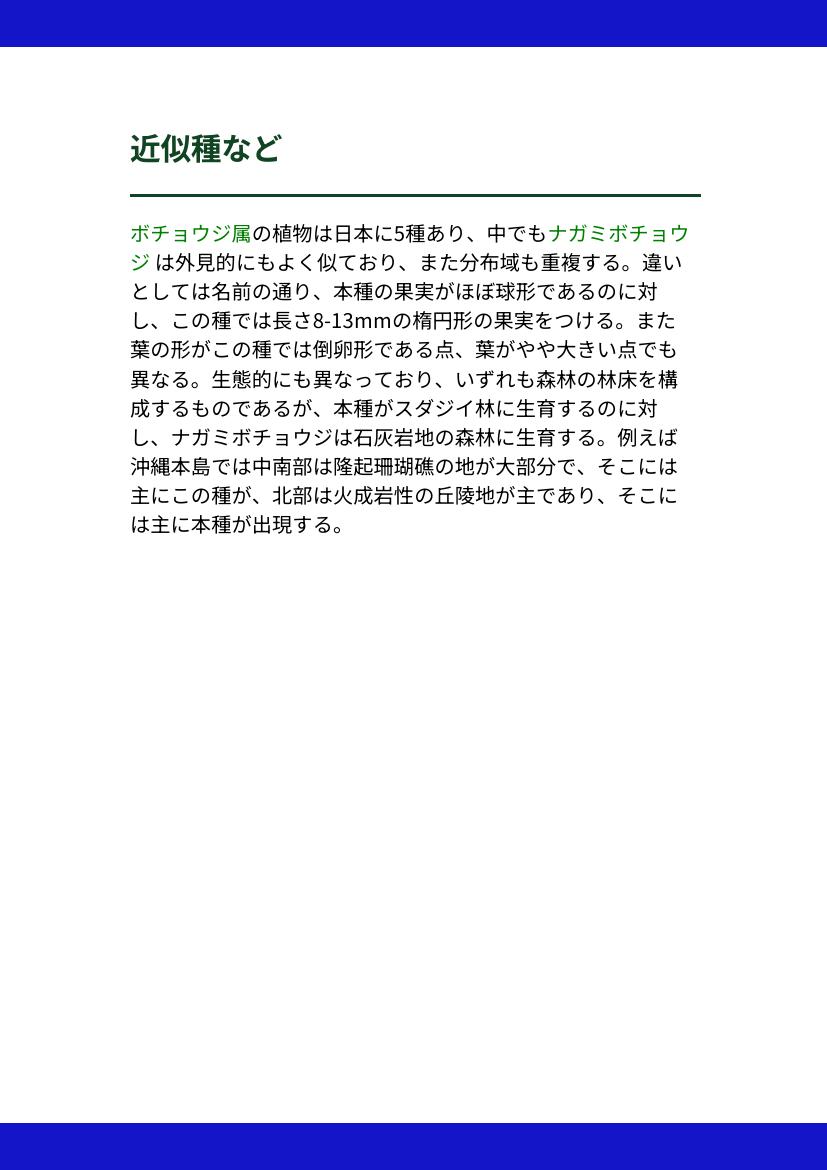 近似種など
ボチョウジ属の植物は日本に5種あり、中でもナガミボチョウ
ジ は外見的にもよく似ており、また分布域も重複する。違い
としては名前の通り、本種の果実がほぼ球形であるのに対
し、この種では長さ8-13mmの楕円形の果実をつける。また
葉の形がこの種では倒卵形である点、葉がやや大きい点でも
異なる。生態的にも異なっており、いずれも森林の林床を構
成するものであるが、本種がスダジイ林に生育するのに対
し、ナガミボチョウジは石灰岩地の森林に生育する。例えば
沖縄本島では中南部は隆起珊瑚礁の地が大部分で、そこには
主にこの種が、北部は火成岩性の丘陵地が主であり、そこに
は主に本種が出現する。